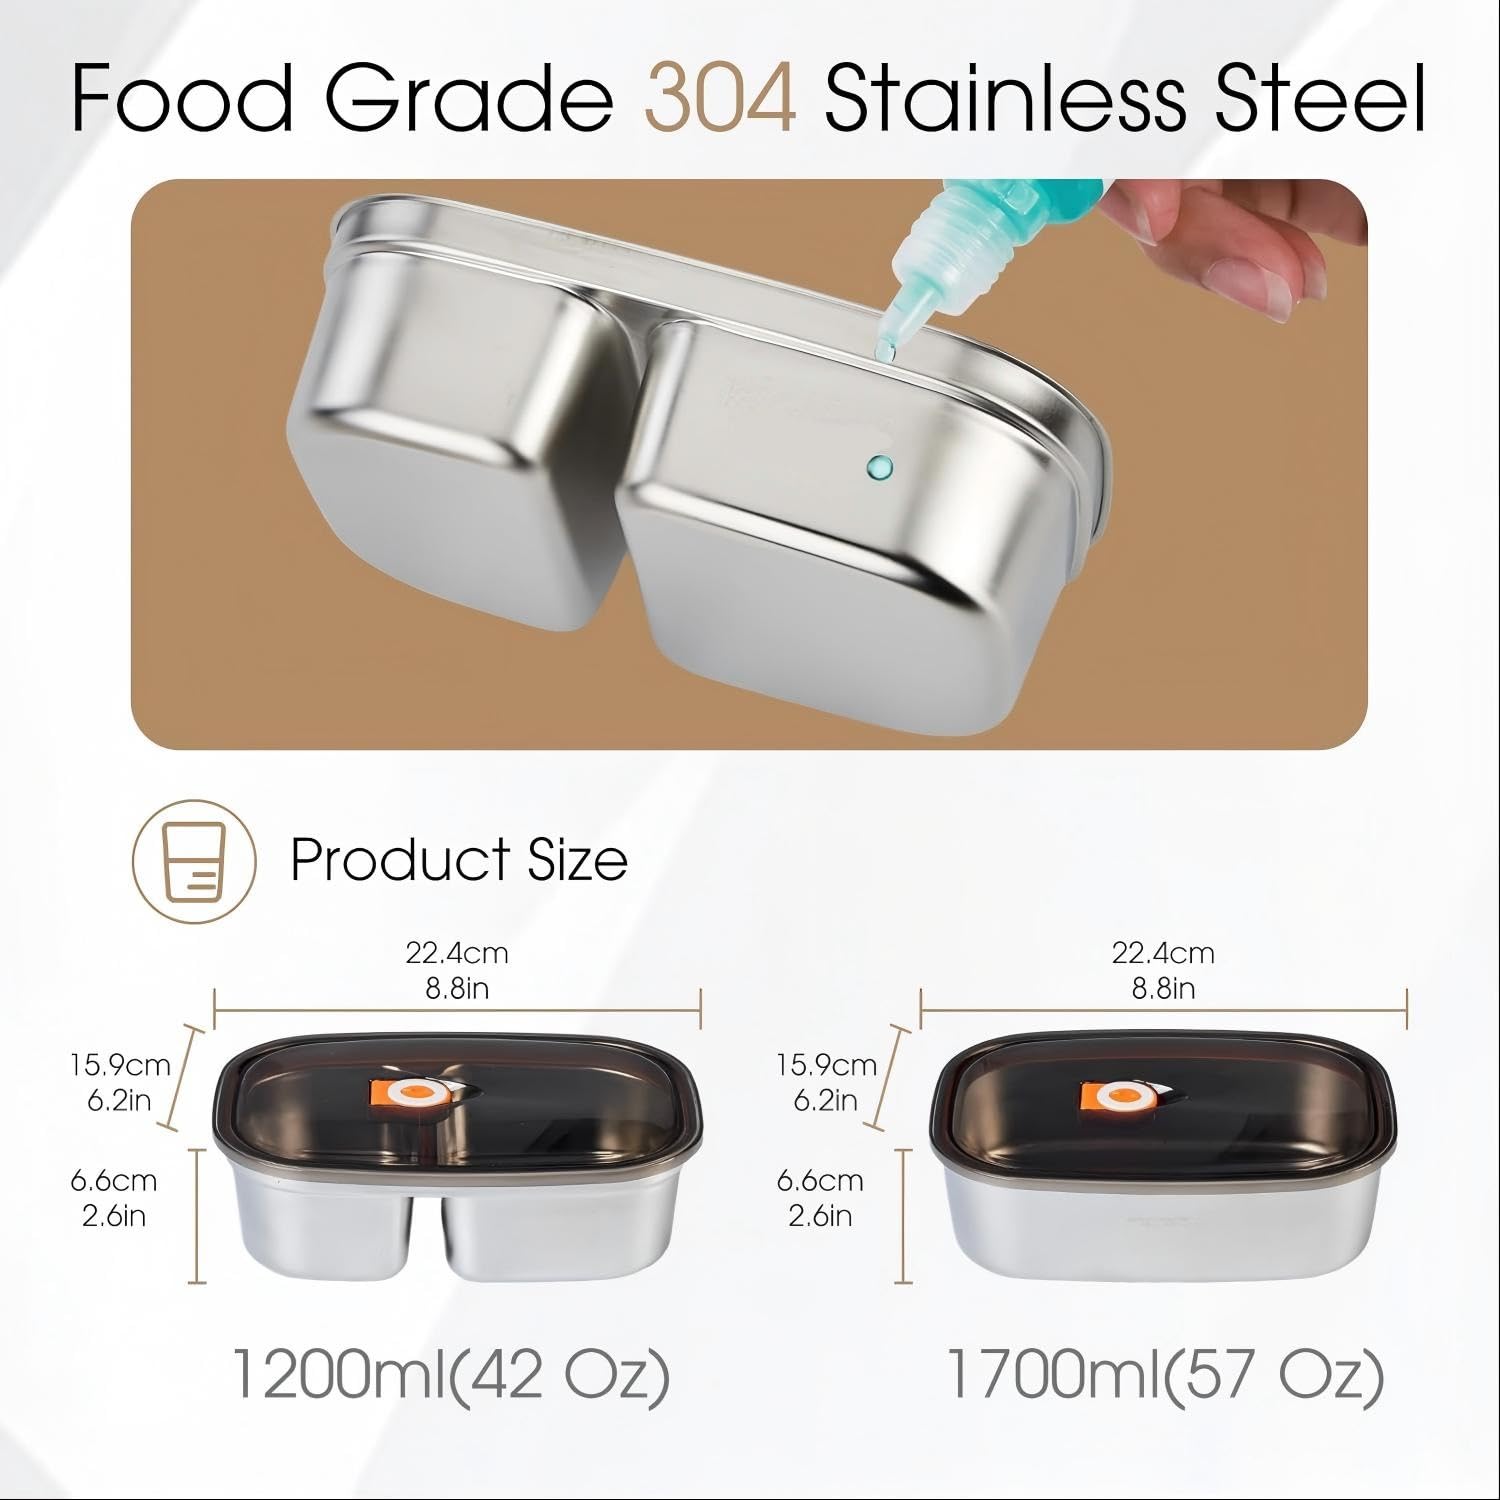 Food Grade 304 Stainless Steel
Product Size
22.4cm
8.8in
15.9cm
6.2in
6.6cm
2.6in
1200ml(42 Oz)
22.4cm
8.8in
15.9cm
6.2in
6.6cm
2.6in
1700ml(57 Oz)